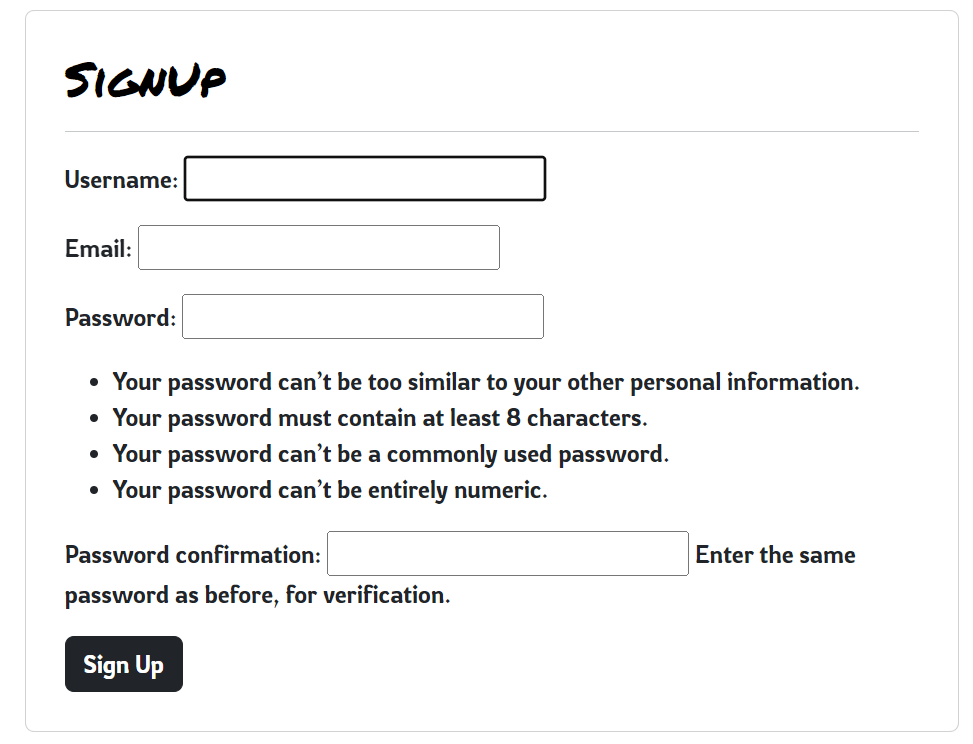 SignUp
Username:
Email:
Password:
• Your password can’t be too similar to your other personal information.
• Your password must contain at least 8 characters.
• Your password can’t be a commonly used password.
• Your password can’t be entirely numeric.
Password confirmation: Enter the same
password as before, for verification.
Sign Up